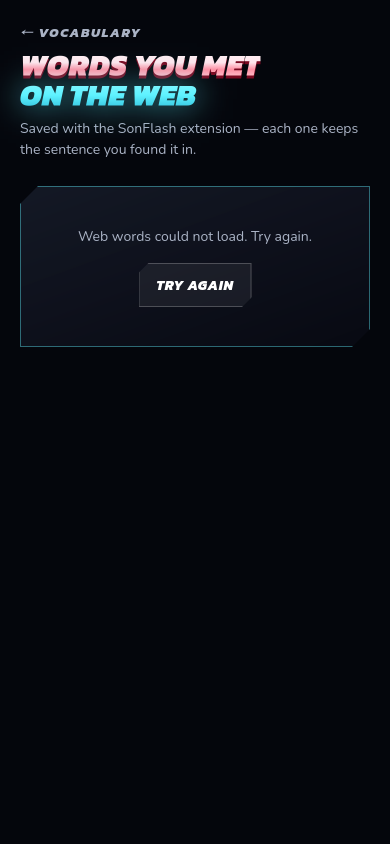 ← VOCABULARY
WORDS YOU MET
ON THE WEB
Saved with the SonFlash extension — each one keeps
the sentence you found it in.
Web words could not load. Try again.
TRY AGAIN